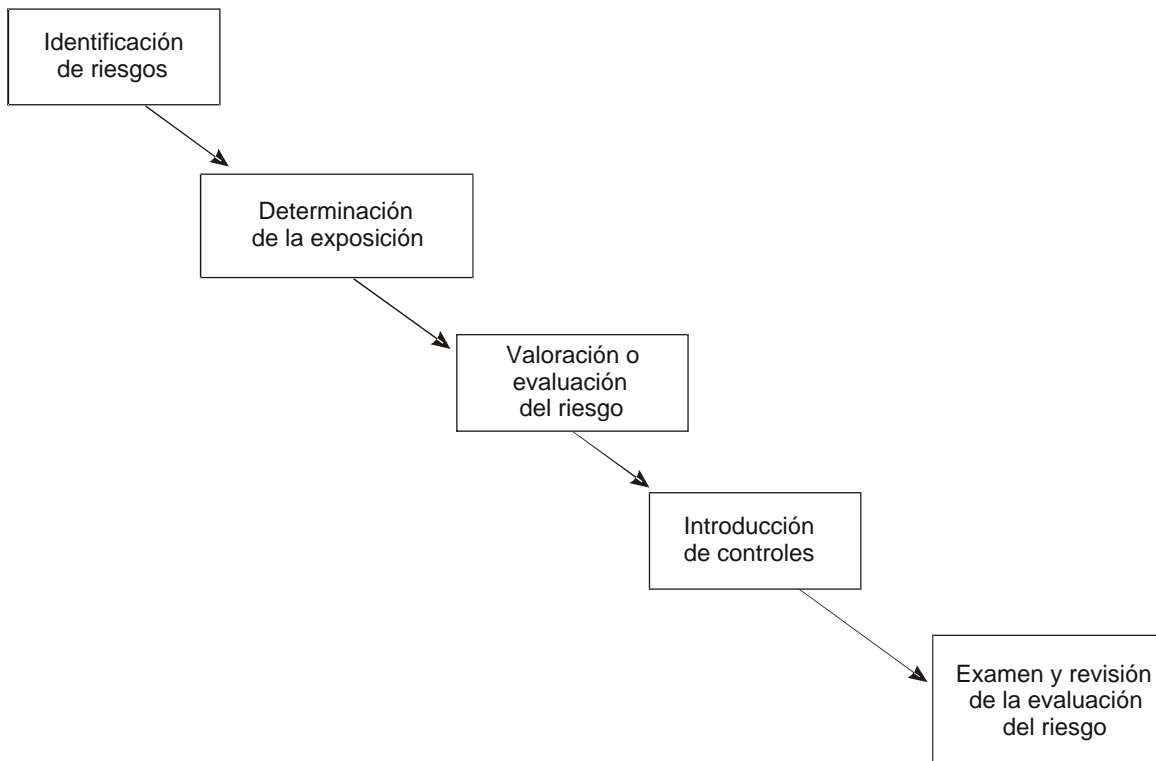 Identificación
de riesgos
Determinación
de la exposición
Valoración o
evaluación
del riesgo
Introducción
de controles
Examen y revisión
de la evaluación
del riesgo